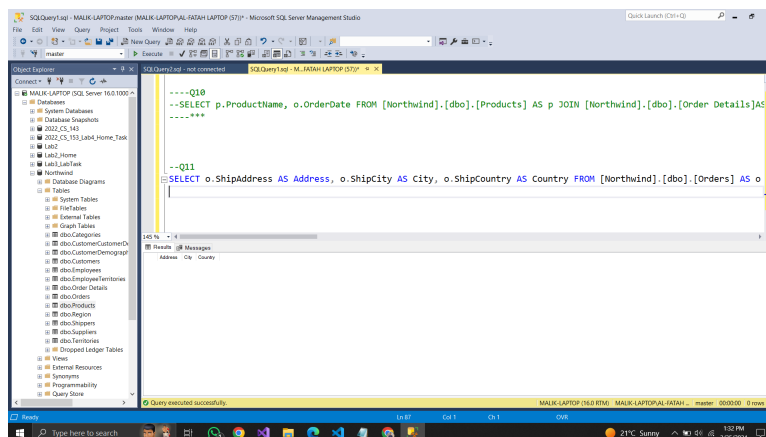 SQLQuery1.sql - MALIK-LAPTOP.master (MALIK-LAPTOP\AL-FATAH LAPTOP (57))* - Microsoft SQL Server Management Studio
Quick Launch (Ctrl+Q)
File Edit View Query Project Tools Window Help
New Query
master
Execute
Object Explorer
SQLQuery2.sql - not connected
SQLQuery1.sql - M...FATAH LAPTOP (57))*
Connect
MALIK-LAPTOP (SQL Server 16.0.1000
Databases
System Databases
Database Snapshots
2022_CS_143
2022_CS_153_Lab4_Home_Task
Lab2
Lab2_Home
Lab3_LabTask
Northwind
Database Diagrams
Tables
System Tables
FileTables
External Tables
Graph Tables
dbo.Categories
dbo.CustomerCustomerD
dbo.CustomerDemograph
dbo.Customers
dbo.Employees
dbo.EmployeeTerritories
dbo.Order Details
dbo.Orders
dbo.Products
dbo.Region
dbo.Shippers
dbo.Suppliers
dbo.Territories
Dropped Ledger Tables
Views
External Resources
Synonyms
Programmability
Query Store
----Q10
--SELECT p.ProductName, o.OrderDate FROM [Northwind].[dbo].[Products] AS p JOIN [Northwind].[dbo].[Order Details]AS
----***
--Q11
SELECT o.ShipAddress AS Address, o.ShipCity AS City, o.ShipCountry AS Country FROM [Northwind].[dbo].[Orders] AS o
145 %
Results Messages
Address City Country
Query executed successfully.
MALIK-LAPTOP (16.0 RTM) MALIK-LAPTOP\AL-FATAH ... master 00:00:00 0 rows
Ready
Ln 87 Col 1 Ch 1 OVR
Type here to search
21°C Sunny
1:32 PM